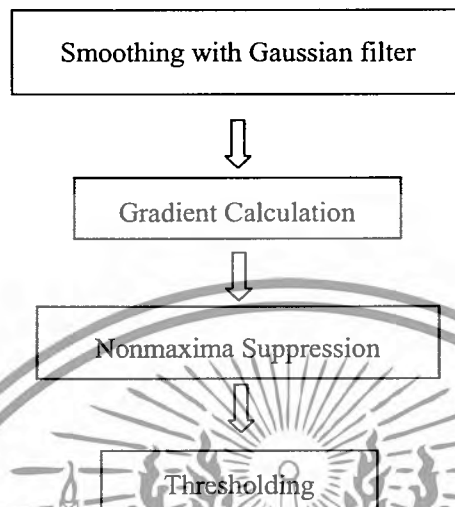 Smoothing with Gaussian filter
Gradient Calculation
Nonmaxima Suppression
Thresholding